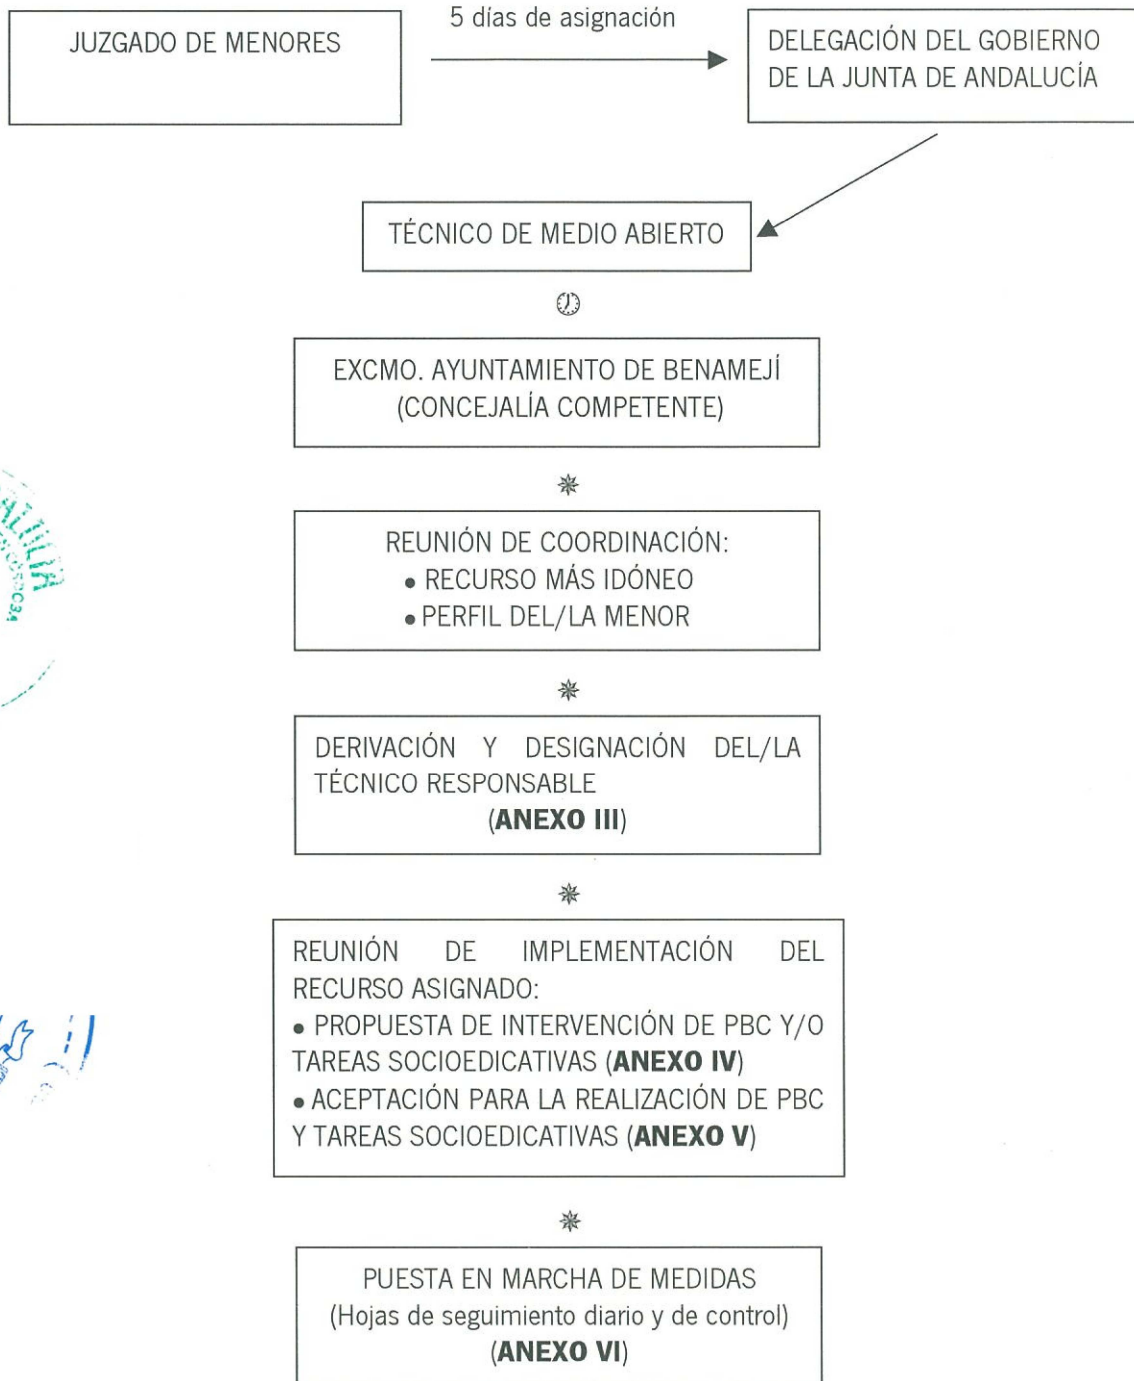 5 días de asignación
JUZGADO DE MENORES
DELEGACIÓN DEL GOBIERNO
DE LA JUNTA DE ANDALUCÍA
TÉCNICO DE MEDIO ABIERTO
EXCMO. AYUNTAMIENTO DE BENAMEJÍ
(CONCEJALÍA COMPETENTE)
REUNIÓN DE COORDINACIÓN:
• RECURSO MÁS IDÓNEO
• PERFIL DEL/LA MENOR
DERIVACIÓN Y DESIGNACIÓN DEL/LA
TÉCNICO RESPONSABLE
(ANEXO III)
REUNIÓN DE IMPLEMENTACIÓN DEL
RECURSO ASIGNADO:
• PROPUESTA DE INTERVENCIÓN DE PBC Y/O
TAREAS SOCIOEDICATIVAS (ANEXO IV)
• ACEPTACIÓN PARA LA REALIZACIÓN DE PBC
Y TAREAS SOCIOEDICATIVAS (ANEXO V)
PUESTA EN MARCHA DE MEDIDAS
(Hojas de seguimiento diario y de control)
(ANEXO VI)